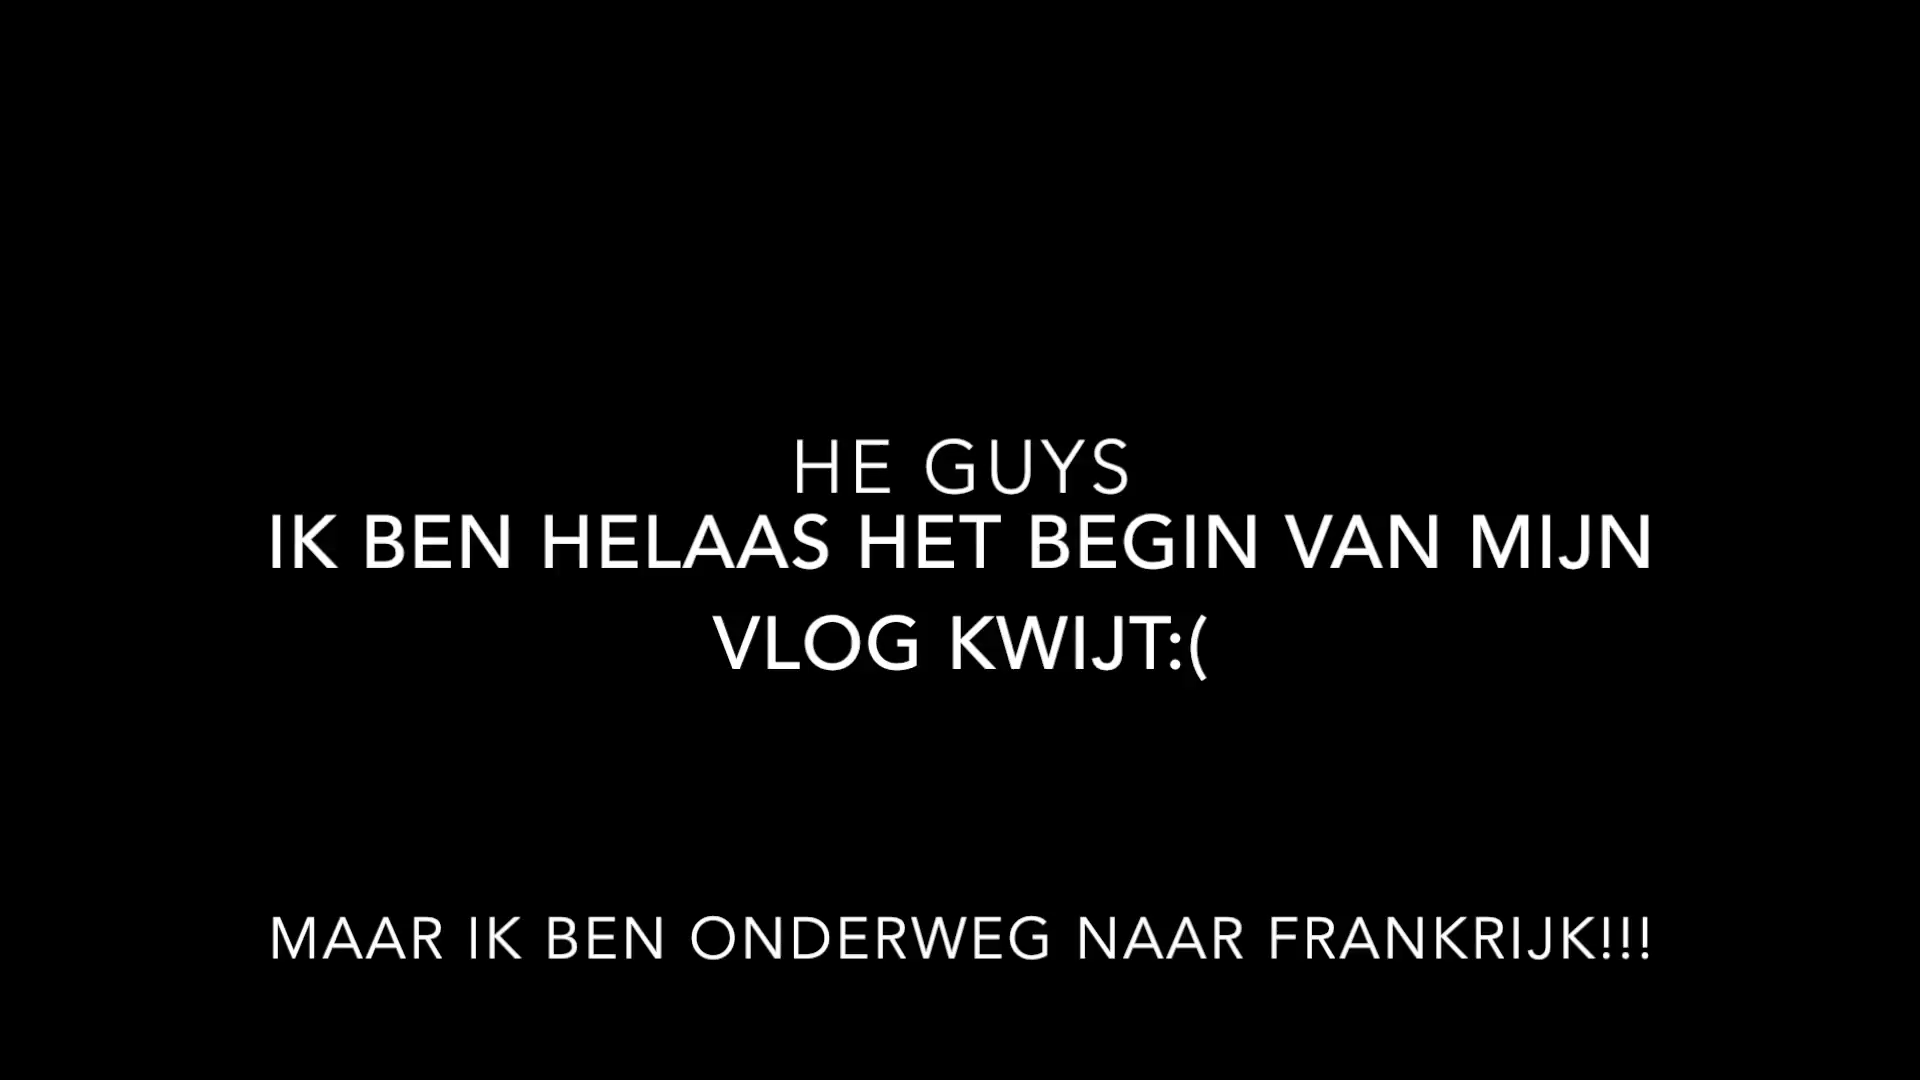 HE GUYS
IK BEN HELAAS HET BEGIN VAN MIJN
VLOG KWIJT:(
MAAR IK BEN ONDERWEG NAAR FRANKRIJK!!!